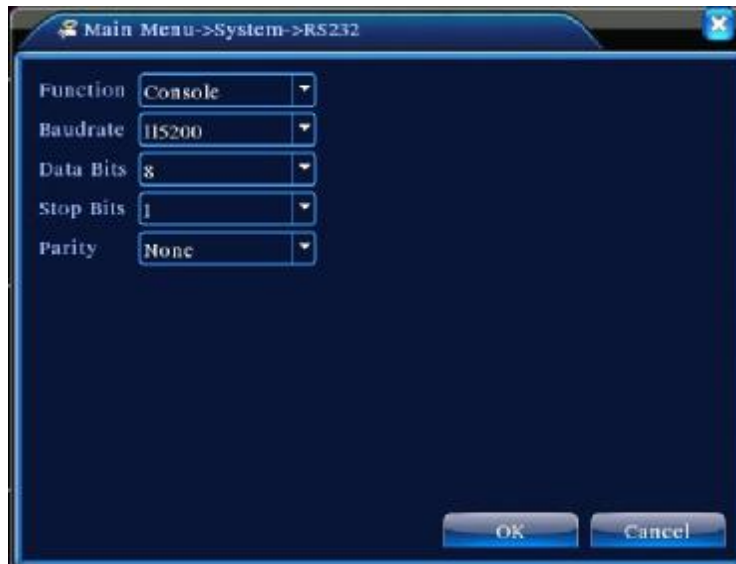 Main Menu->System->RS232
Function Console
Baudrate 115200
Data Bits 8
Stop Bits 1
Parity None
OK Cancel